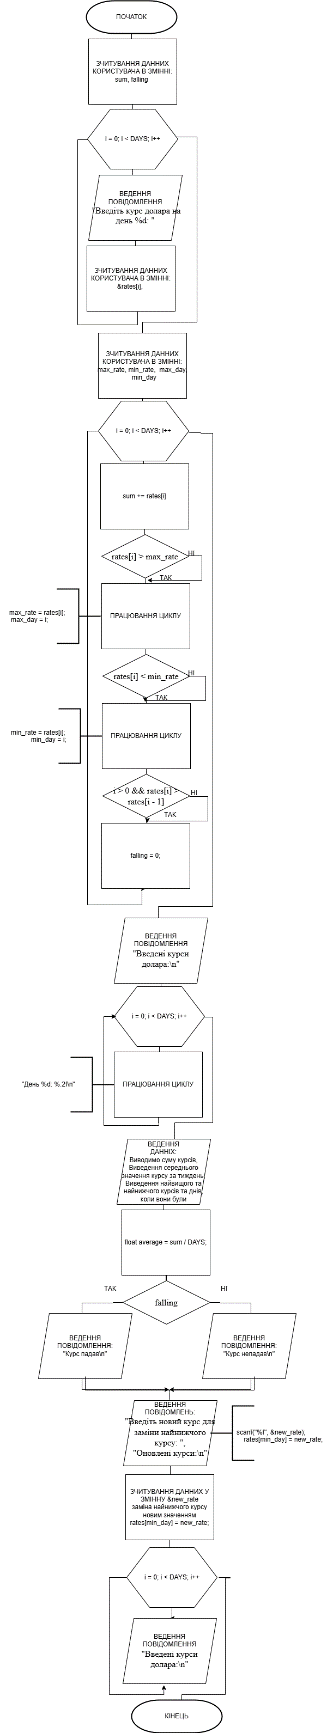 ПОЧАТОК
ЗЧИТУВАННЯ ДАННИХ
КОРИСТУВАЧА В ЗМІННІ:
sum, falling
i = 0; i < DAYS; i++
ВЕДЕННЯ
ПОВІДОМЛЕННЯ
"Введіть курс долара на
день %d: "
ЗЧИТУВАННЯ ДАННИХ
КОРИСТУВАЧА В ЗМІННІ:
&rates[i],
ЗЧИТУВАННЯ ДАННИХ
КОРИСТУВАЧА В ЗМІННІ:
max_rate, min_rate, max_day,
min_day
i = 0; i < DAYS; i++
sum += rates[i]
rates[i] > max_rate
НІ
ТАК
max_rate = rates[i];
max_day = i;
ПРАЦЮВАННЯ ЦИКЛУ
rates[i] < min_rate
НІ
ТАК
min_rate = rates[i];
min_day = i;
ПРАЦЮВАННЯ ЦИКЛУ
i > 0 && rates[i] >
rates[i - 1]
НІ
ТАК
falling = 0;
ВЕДЕННЯ
ПОВІДОМЛЕННЯ
"Введені курси
долара:\n"
i = 0; i < DAYS; i++
"День %d: %.2f\n"
ПРАЦЮВАННЯ ЦИКЛУ
ВЕДЕННЯ
ДАННІХ:
Виводимо суму курсів,
Виведення середнього
значення курсу за тиждень
Виведення найвищого та
найнижчого курсів та днів,
коли вони були
float average = sum / DAYS;
falling
ТАК
НІ
ВЕДЕННЯ
ПОВІДОМЛЕННЯ:
"Курс падав\n"
ВЕДЕННЯ
ПОВІДОМЛЕННЯ:
"Курс непадав\n"
ВЕДЕННЯ
ПОВІДОМЛЕНЬ:
"Введіть новий курс для
заміни найнижчого
курсу: ",
"Оновлені курси:\n")
scanf("%f", &new_rate);
rates[min_day] = new_rate;
ЗЧИТУВАННЯ ДАННИХ У
ЗМІННУ &new_rate
заміна найнижчого курсу
новим значенням
rates[min_day] = new_rate;
i = 0; i < DAYS; i++
ВЕДЕННЯ
ПОВІДОМЛЕННЯ
"Введені курси
долара:\n"
КІНЕЦЬ